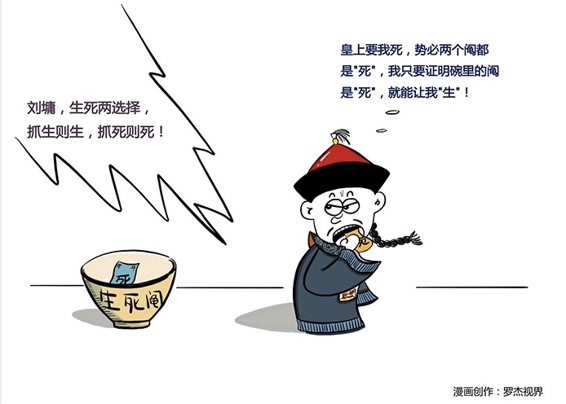 皇上要我死，势必两个阄都
是"死"，我只要证明碗里的阄
是"死"，就能让我"生"！
刘墉，生死两选择，
抓生则生，抓死则死！
死
生死阄
漫画创作：罗杰视界